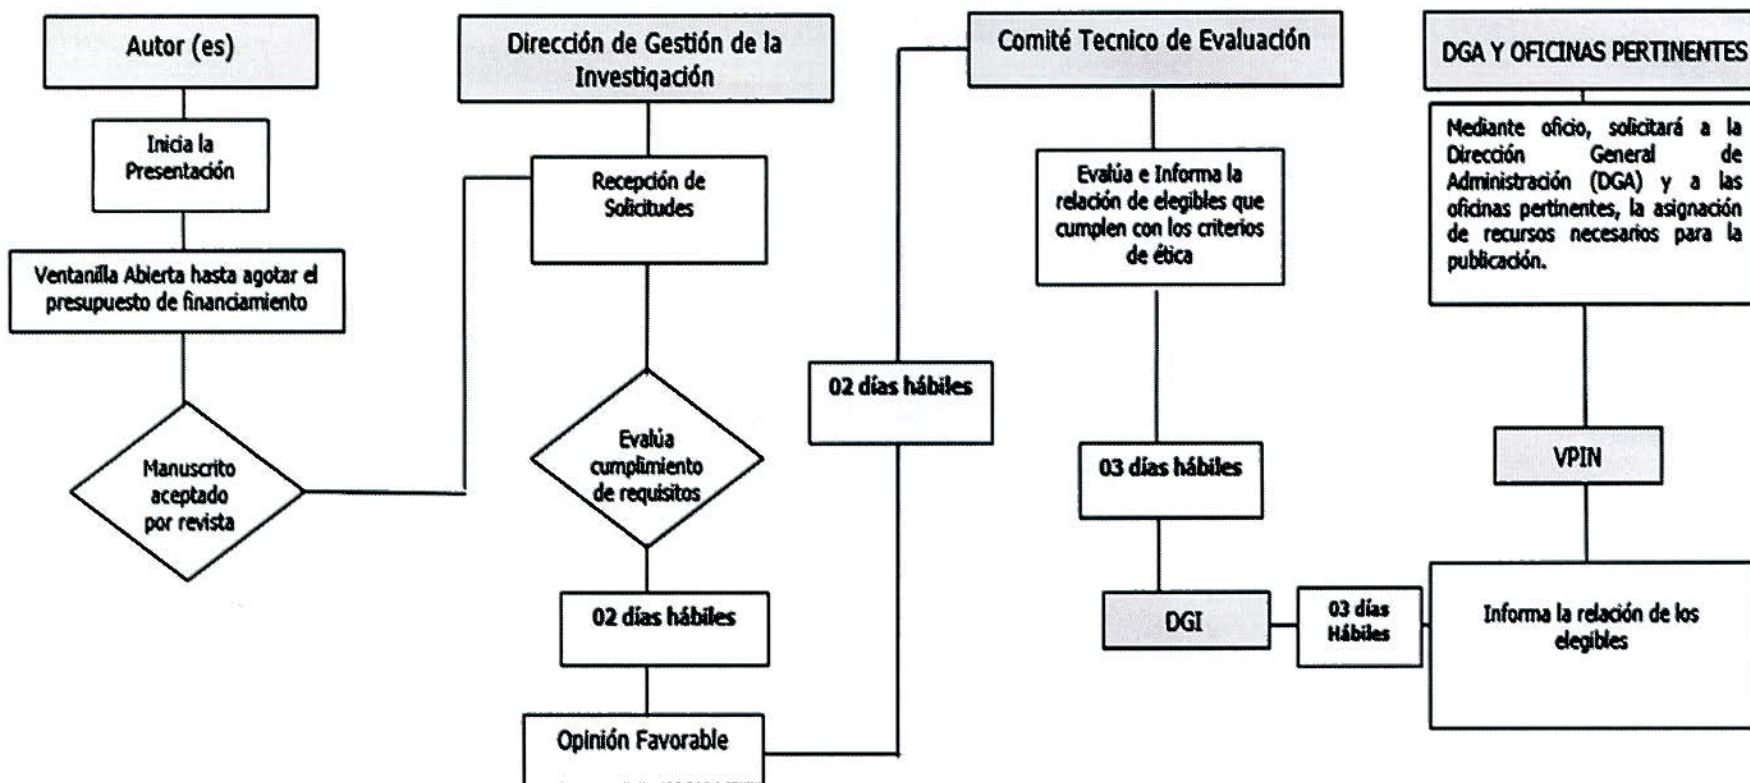 Autor (es)
Inicia la
Presentación
Ventanilla Abierta hasta agotar el
presupuesto de financiamiento
Manuscrito
aceptado
por revista
Dirección de Gestión de la
Investigación
Recepción de
Solicitudes
Evalúa
cumplimiento
de requisitos
02 días hábiles
Opinión Favorable
02 días hábiles
Comité Tecnico de Evaluación
Evalúa e Informa la
relación de elegibles que
cumplen con los criterios
de ética
03 días hábiles
DGI
03 días
Hábiles
DGA Y OFICINAS PERTINENTES
Mediante oficio, solicitará a la
Dirección General de
Administración (DGA) y a las
oficinas pertinentes, la asignación
de recursos necesarios para la
publicación.
VPIN
Informa la relación de los
elegibles